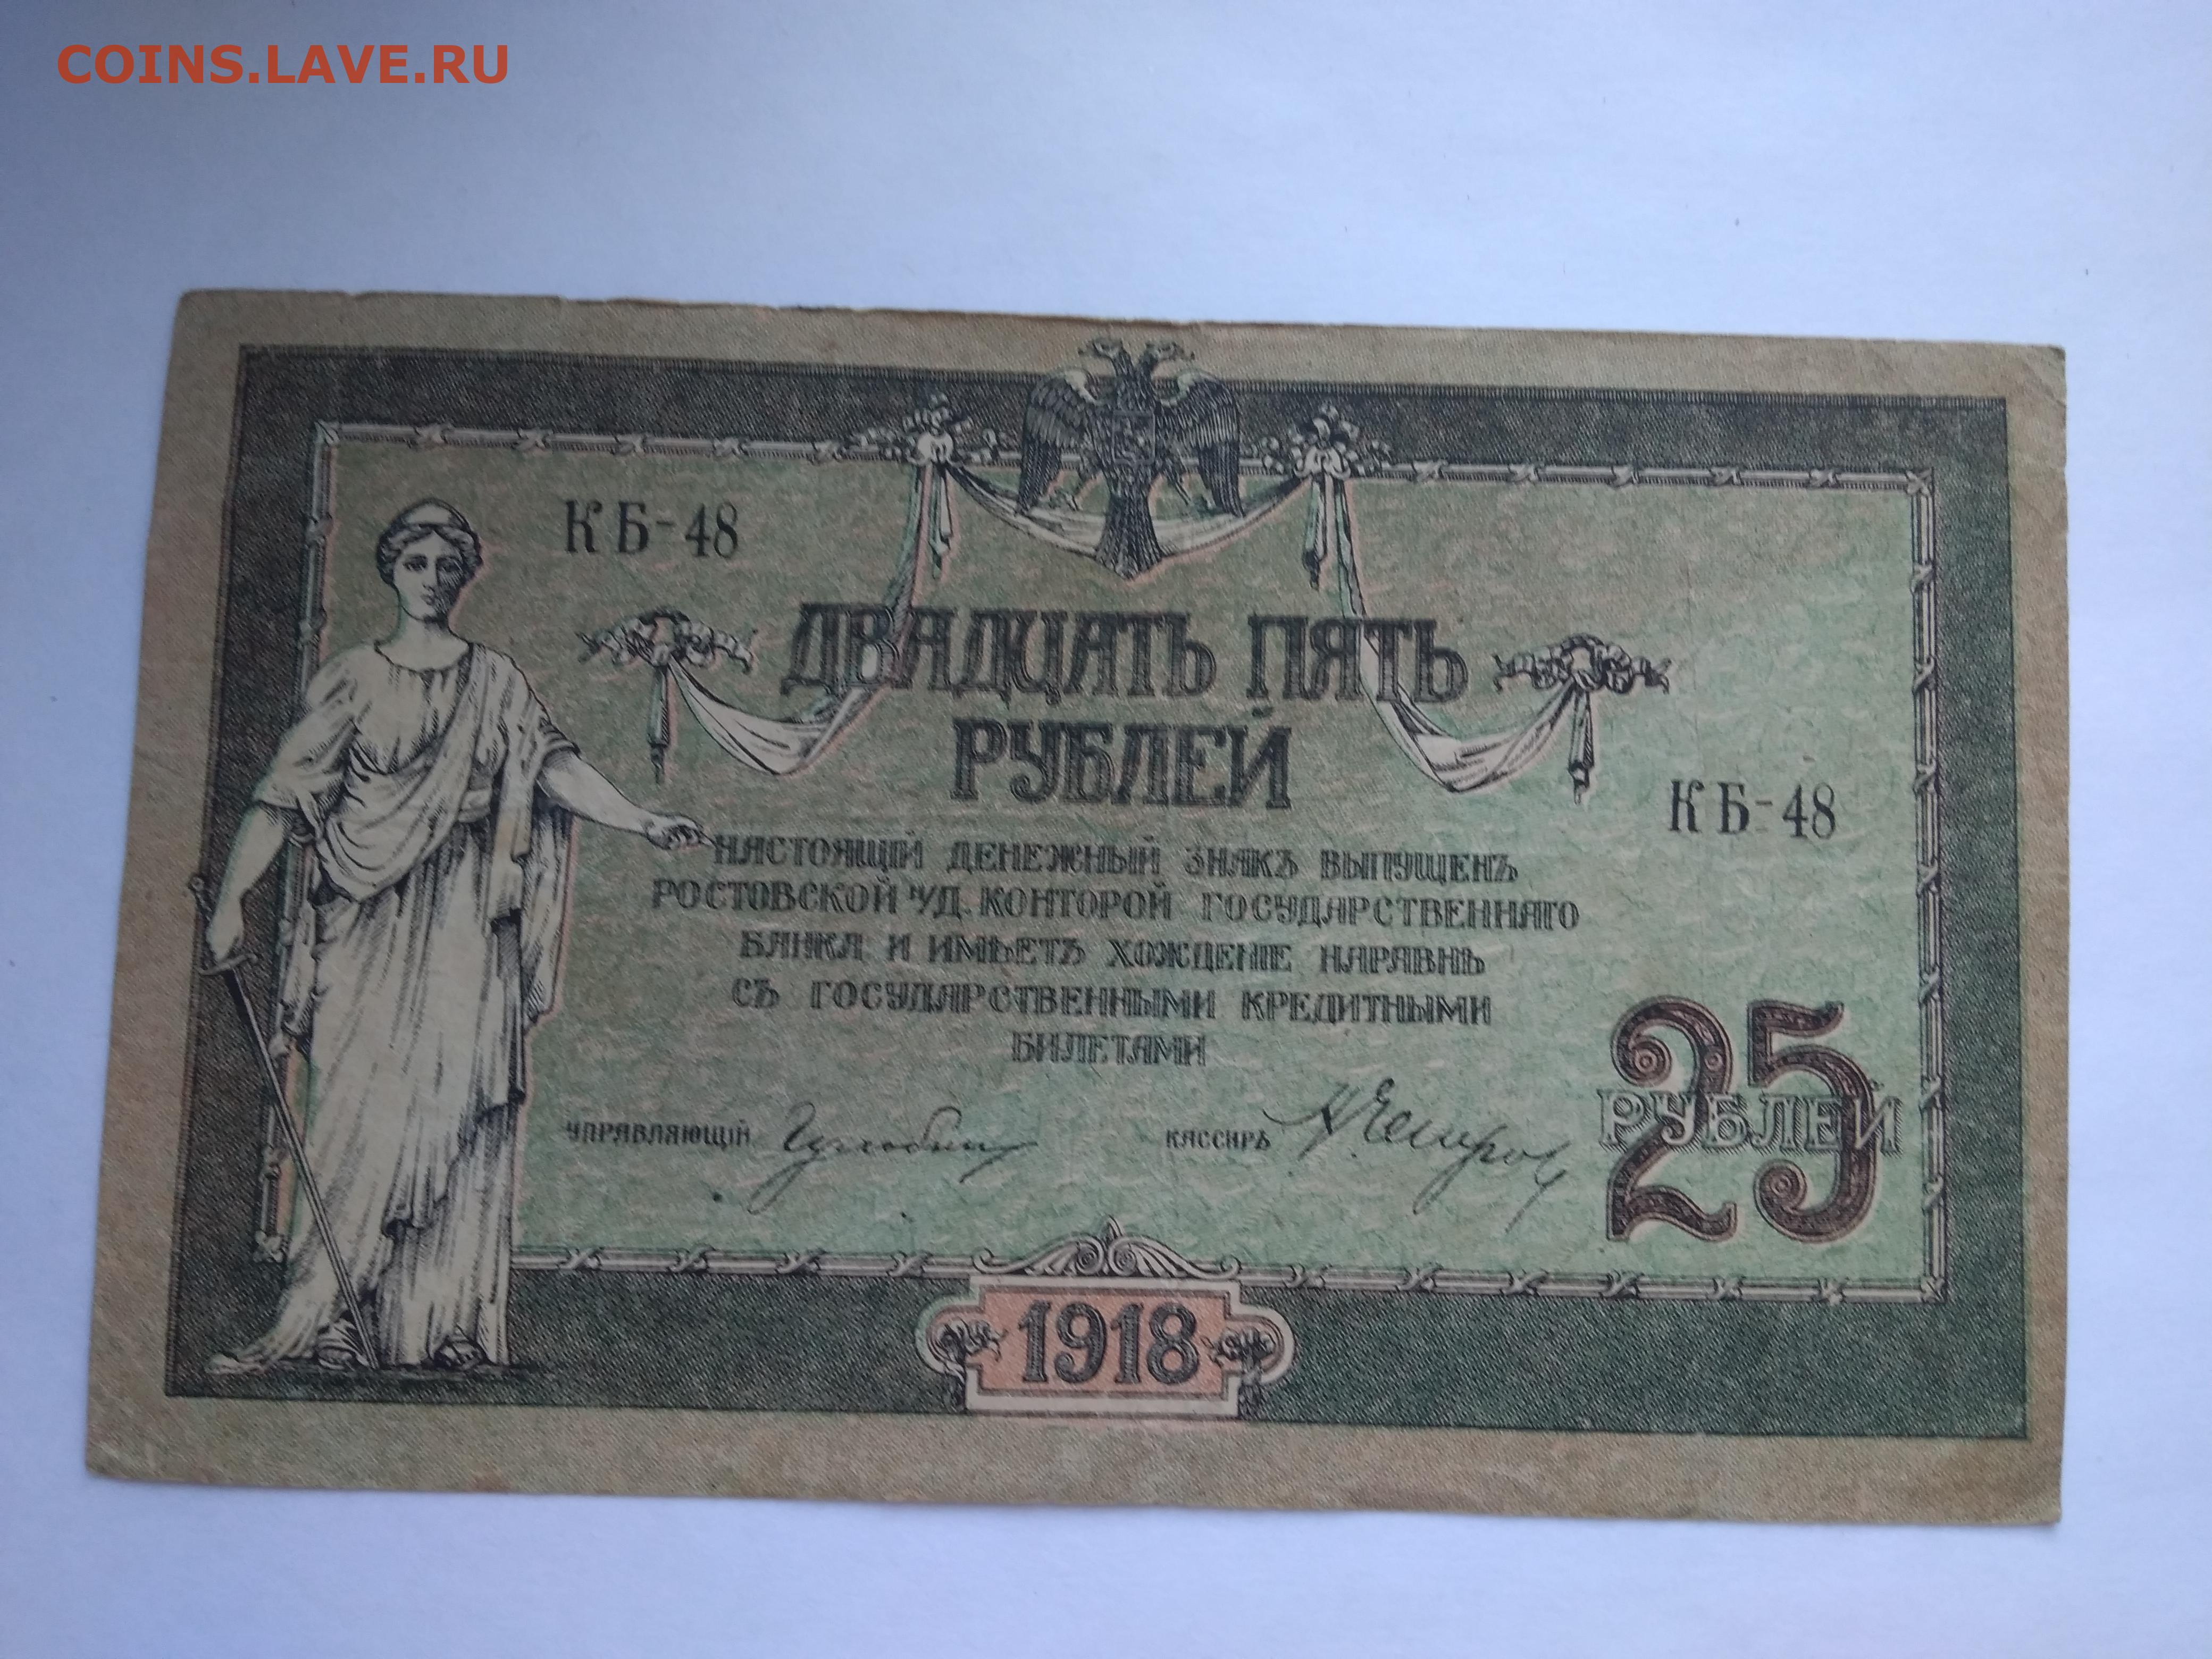 COINS.LAVE.RU
КБ-48
ДВАДЦАТЬ ПЯТЬ
РУБЛЕЙ
КБ-48
НАСТОЯЩІЙ ДЕНЕЖНЫЙ ЗНАКЪ ВЫПУЩЕНЪ
РОСТОВСКОЙ н/Д. КОНТОРОЙ ГОСУДАРСТВЕННАГО
БАНКА И ИМѢЕТЪ ХОЖДЕНІЕ НАРАВНѢ
СЪ ГОСУДАРСТВЕННЫМИ КРЕДИТНЫМИ
БИЛЕТАМИ
25
РУБЛЕЙ
УПРАВЛЯЮЩІЙ
КАССИРЪ
1918